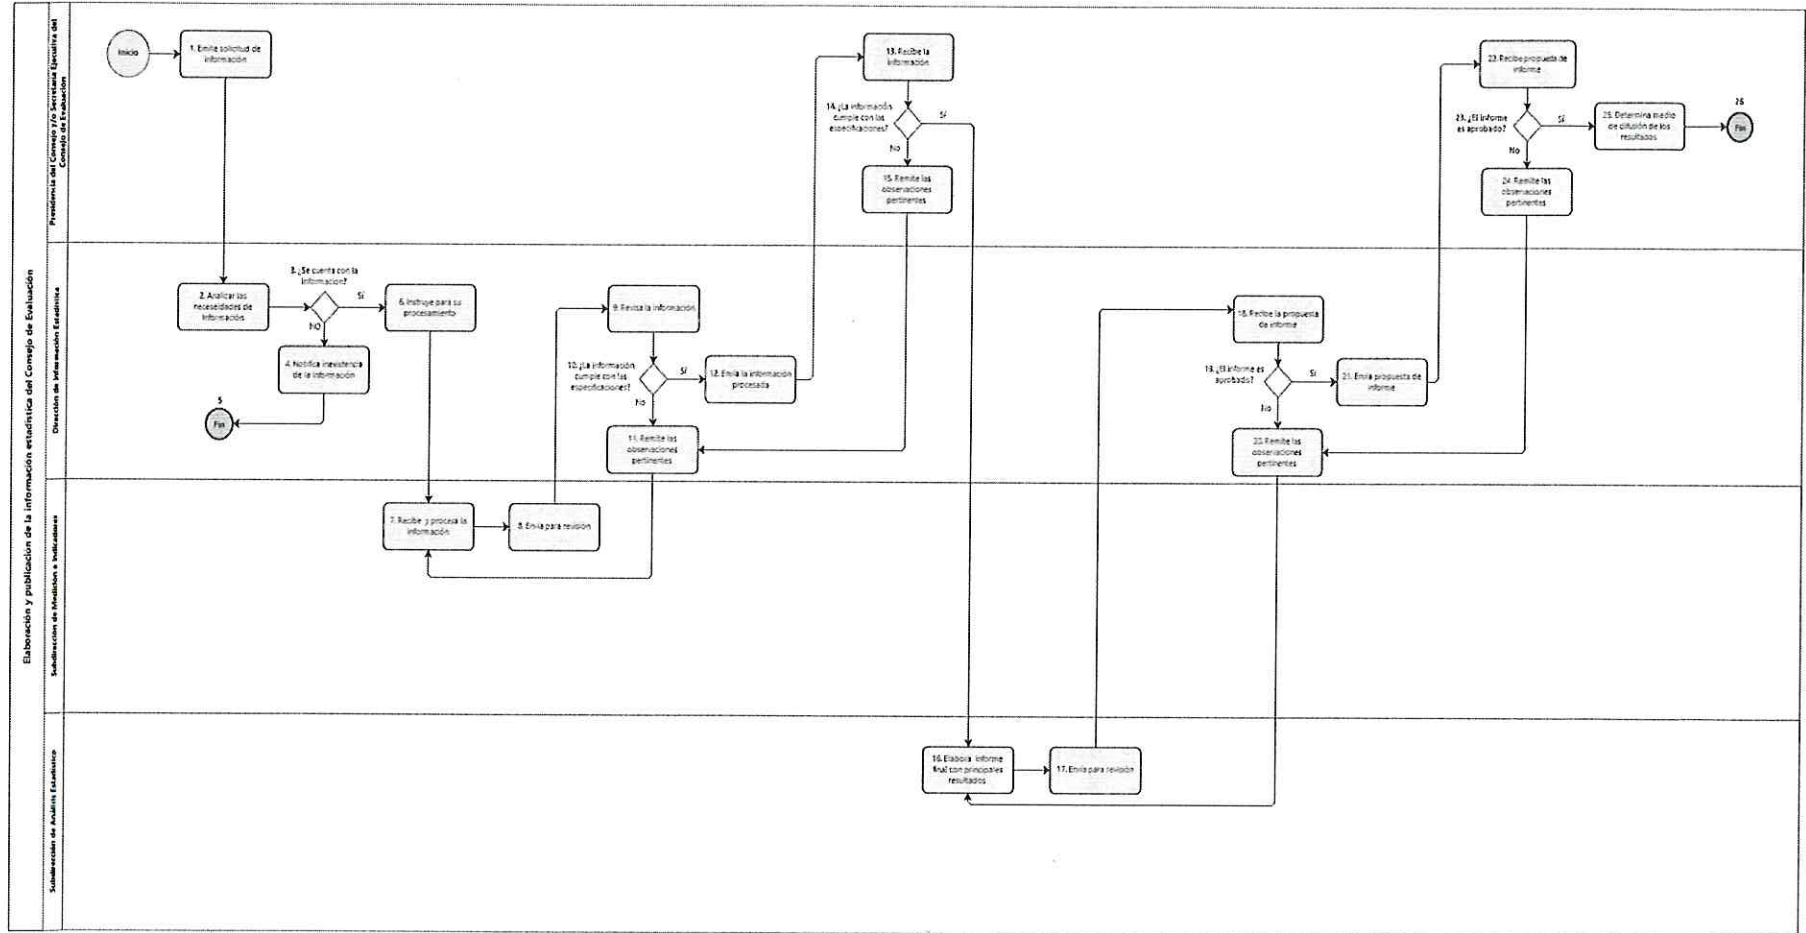 Elaboración y publicación de la información estadística del Consejo de Evaluación
Presidencia del Consejo y/o Secretaría Ejecutiva del
Consejo de Evaluación
Inicio
1. Emite solicitud de
información
13. Recibe la
información
14. ¿La información
cumple con las
especificaciones?
Sí
No
15. Remite las
observaciones
pertinentes
22. Recibe propuesta de
informe
23. ¿El informe
es aprobado?
Sí
No
24. Remite las
observaciones
pertinentes
25. Determina medio
de difusión de los
resultados
26
Fin
Dirección de Información Estadística
2. Analizar las
necesidades de
información
3. ¿Se cuenta con la
información?
Sí
NO
4. Notifica inexistencia
de la información
5
Fin
6. Instruye para su
procesamiento
9. Revisa la información
10. ¿La información
cumple con las
especificaciones?
Sí
No
11. Remite las
observaciones
pertinentes
12. Envía la información
procesada
18. Recibe la propuesta
de informe
19. ¿El informe es
aprobado?
Sí
No
20. Remite las
observaciones
pertinentes
21. Envía propuesta de
informe
Subdirección de Medición e Indicadores
7. Recibe y procesa la
información
8. Envía para revisión
Subdirección de Análisis Estadístico
16. Elabora informe
final con principales
resultados
17. Envía para revisión